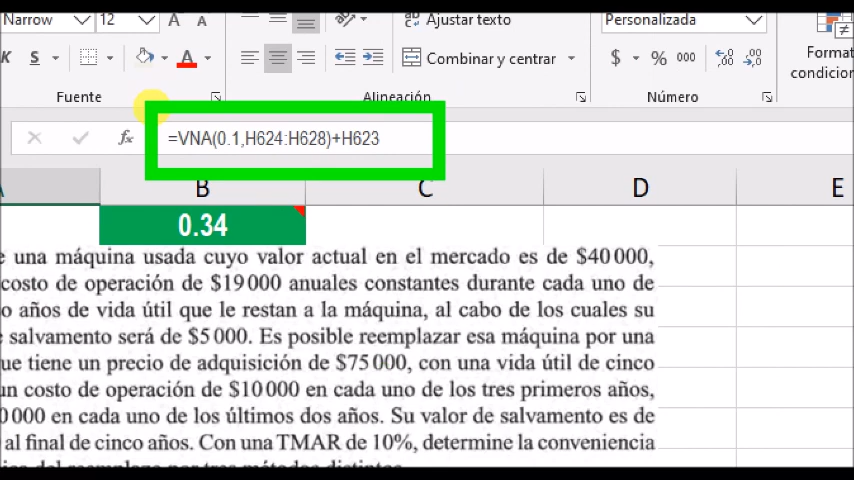 Narrow 12 Ajustar texto Personalizada
K S A Combinar y centrar $ % 000 Format
condicion
Fuente Alineación Número
fx =VNA(0.1,H624:H628)+H623
B C D E
0.34
e una máquina usada cuyo valor actual en el mercado es de $40 000,
costo de operación de $19 000 anuales constantes durante cada uno de
o años de vida útil que le restan a la máquina, al cabo de los cuales su
e salvamento será de $5 000. Es posible reemplazar esa máquina por una
ue tiene un precio de adquisición de $75 000, con una vida útil de cinco
un costo de operación de $10 000 en cada uno de los tres primeros años,
0 000 en cada uno de los últimos dos años. Su valor de salvamento es de
al final de cinco años. Con una TMAR de 10%, determine la conveniencia
del reemplazo por tres métodos distintos